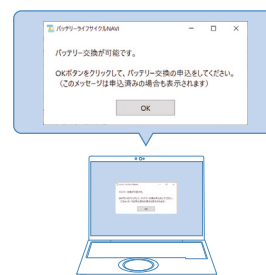 バッテリーライフサイクルNAVI
バッテリー交換が可能です。
OKボタンをクリックして、バッテリー交換の申込をしてください。
（このメッセージは申込済みの場合も表示されます）
OK